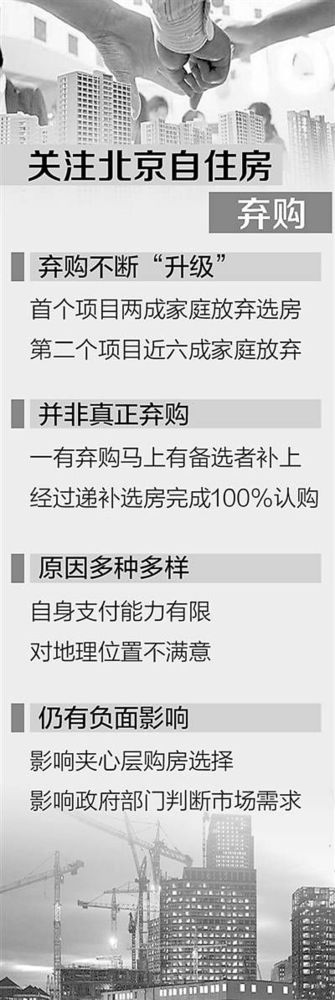 关注北京自住房
弃购
弃购不断“升级”
首个项目两成家庭放弃选房
第二个项目近六成家庭放弃
并非真正弃购
一有弃购马上有备选者补上
经过递补选房完成100%认购
原因多种多样
自身支付能力有限
对地理位置不满意
仍有负面影响
影响夹心层购房选择
影响政府部门判断市场需求